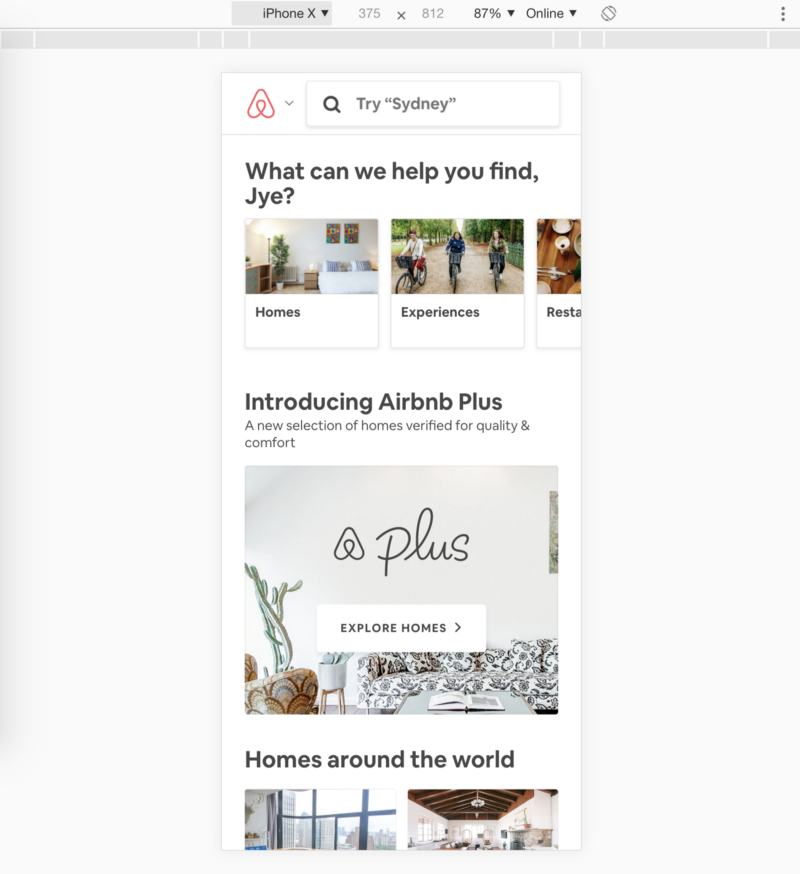 iPhone X ▼ 375 × 812 87% ▼ Online ▼
Try “Sydney”
What can we help you find,
Jye?
Homes Experiences Resta
Introducing Airbnb Plus
A new selection of homes verified for quality &
comfort
plus
EXPLORE HOMES >
Homes around the world